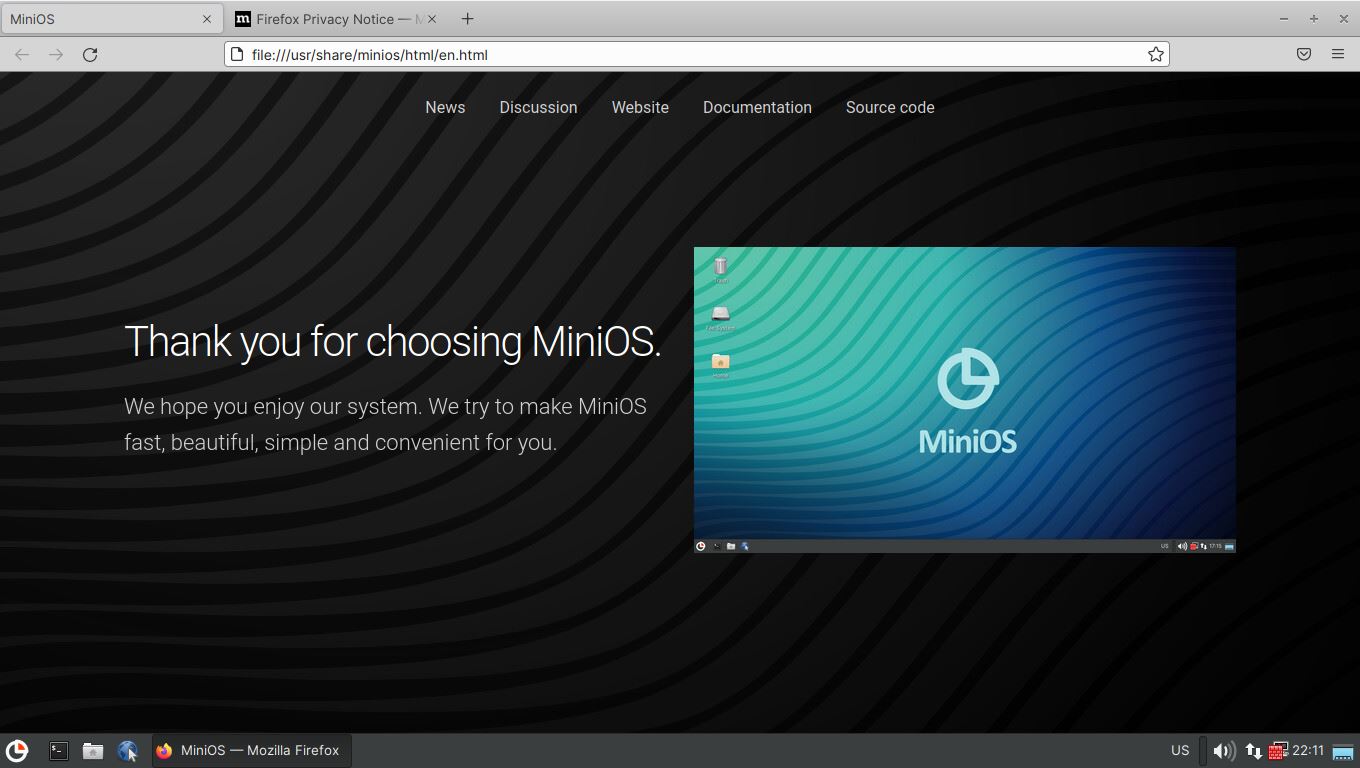 MiniOS
Firefox Privacy Notice — M
file:///usr/share/minios/html/en.html
News Discussion Website Documentation Source code
Thank you for choosing MiniOS.
We hope you enjoy our system. We try to make MiniOS
fast, beautiful, simple and convenient for you.
Trash
File System
Home
MiniOS
US 17:15
MiniOS — Mozilla Firefox
US
22:11